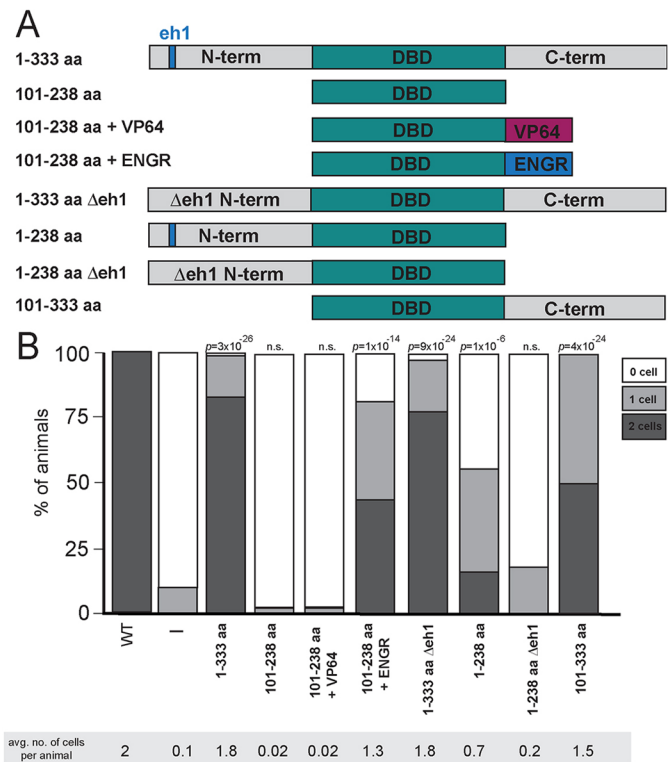 A
eh1
1-333 aa N-term DBD C-term
101-238 aa DBD
101-238 aa + VP64 DBD VP64
101-238 aa + ENGR DBD ENGR
1-333 aa Δeh1 Δeh1 N-term DBD C-term
1-238 aa N-term DBD
1-238 aa Δeh1 Δeh1 N-term DBD
101-333 aa DBD C-term
B
p=3x10-26 n.s. n.s. p=1x10-14 p=9x10-24 p=1x10-6 n.s. p=4x10-24
% of animals
100
75
50
25
0
0 cell
1 cell
2 cells
WT
I
1-333 aa
101-238 aa
101-238 aa
+ VP64
101-238 aa
+ ENGR
1-333 aa Δeh1
1-238 aa
1-238 aa Δeh1
101-333 aa
avg. no. of cells
per animal
2 0.1 1.8 0.02 0.02 1.3 1.8 0.7 0.2 1.5